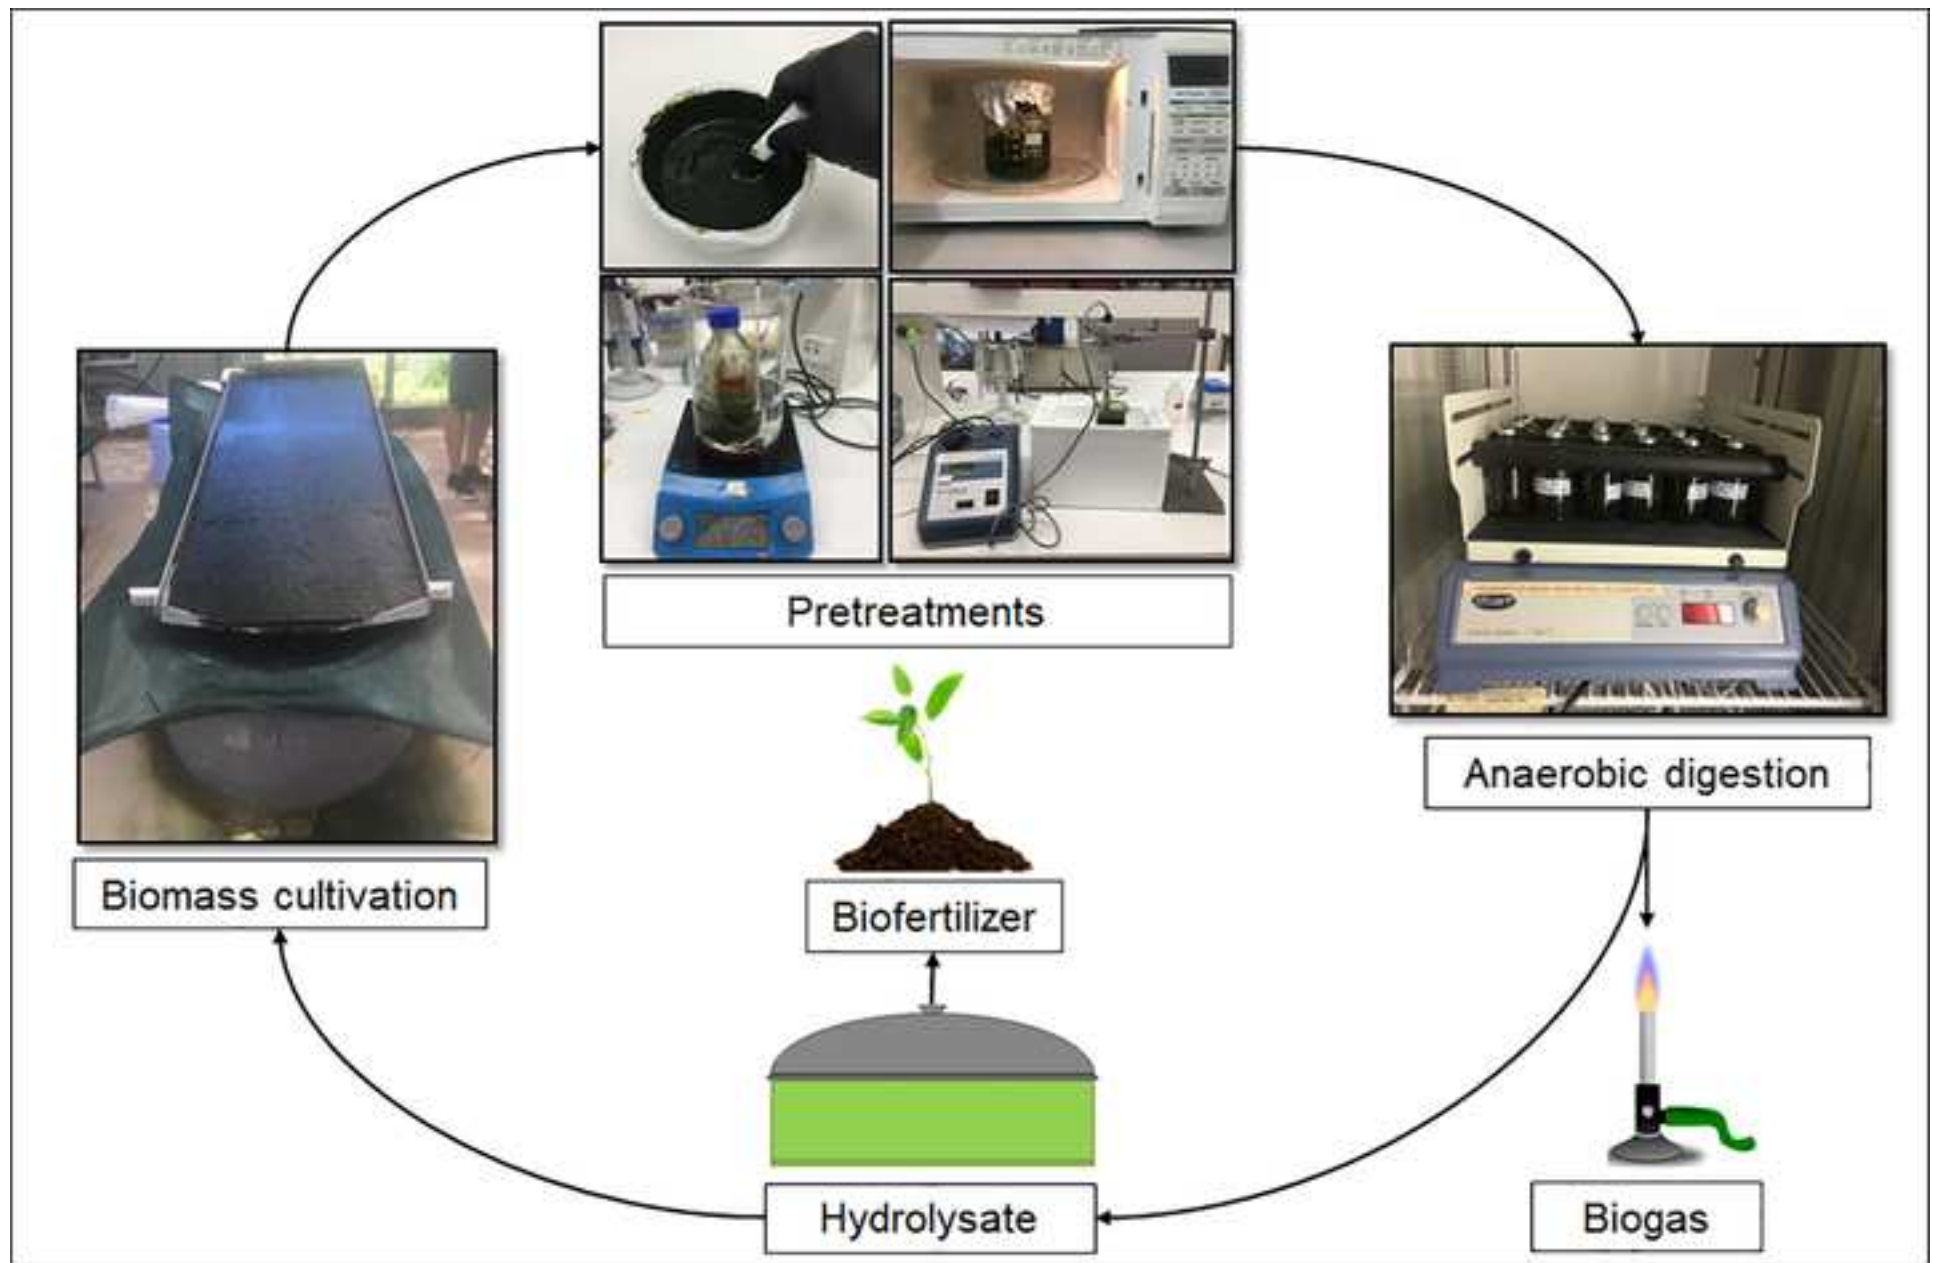 Pretreatments
Anaerobic digestion
Biomass cultivation
Biofertilizer
Hydrolysate
Biogas